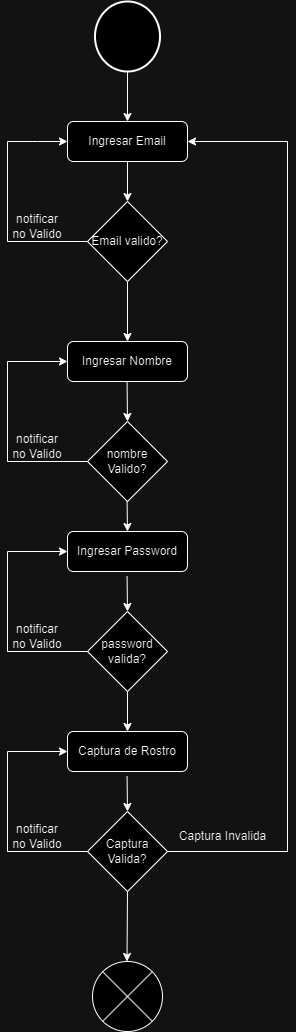 Ingresar Email
Email valido?
notificar
no Valido
Ingresar Nombre
nombre
Valido?
notificar
no Valido
Ingresar Password
password
valida?
notificar
no Valido
Captura de Rostro
Captura
Valida?
notificar
no Valido
Captura Invalida